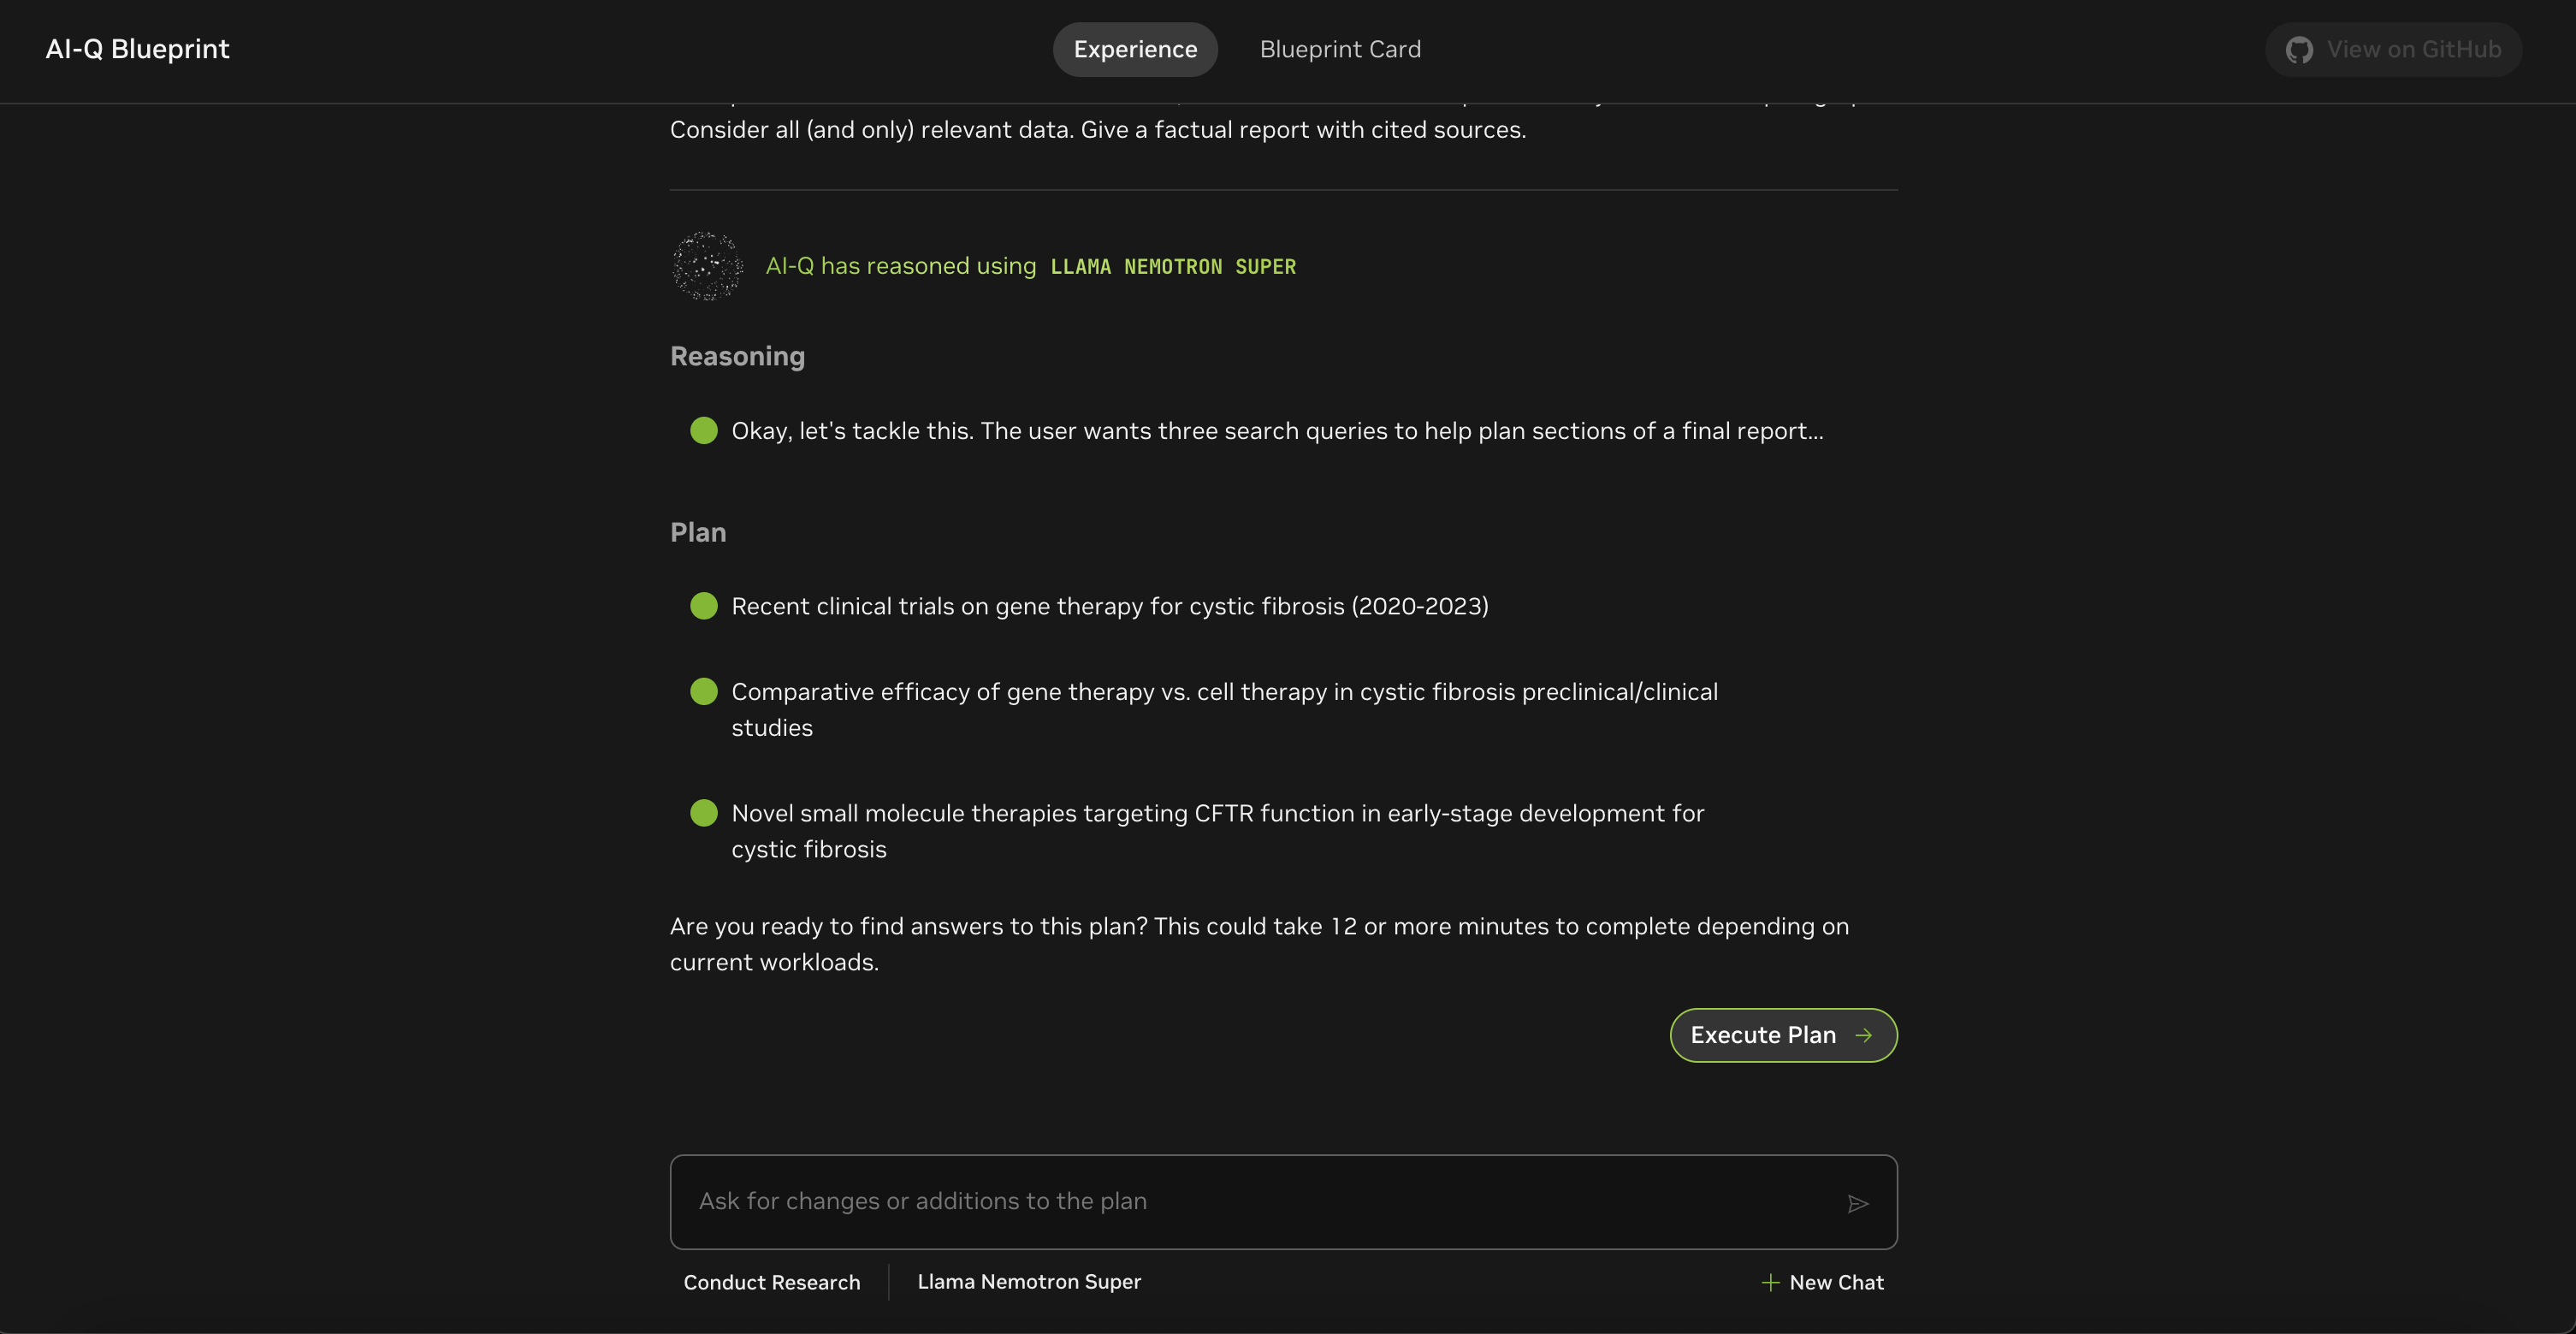 AI-Q Blueprint
Experience
Blueprint Card
View on GitHub
Consider all (and only) relevant data. Give a factual report with cited sources.
AI-Q has reasoned using LLAMA NEMOTRON SUPER
Reasoning
Okay, let's tackle this. The user wants three search queries to help plan sections of a final report...
Plan
Recent clinical trials on gene therapy for cystic fibrosis (2020-2023)
Comparative efficacy of gene therapy vs. cell therapy in cystic fibrosis preclinical/clinical
studies
Novel small molecule therapies targeting CFTR function in early-stage development for
cystic fibrosis
Are you ready to find answers to this plan? This could take 12 or more minutes to complete depending on
current workloads.
Execute Plan
Ask for changes or additions to the plan
Conduct Research
Llama Nemotron Super
New Chat